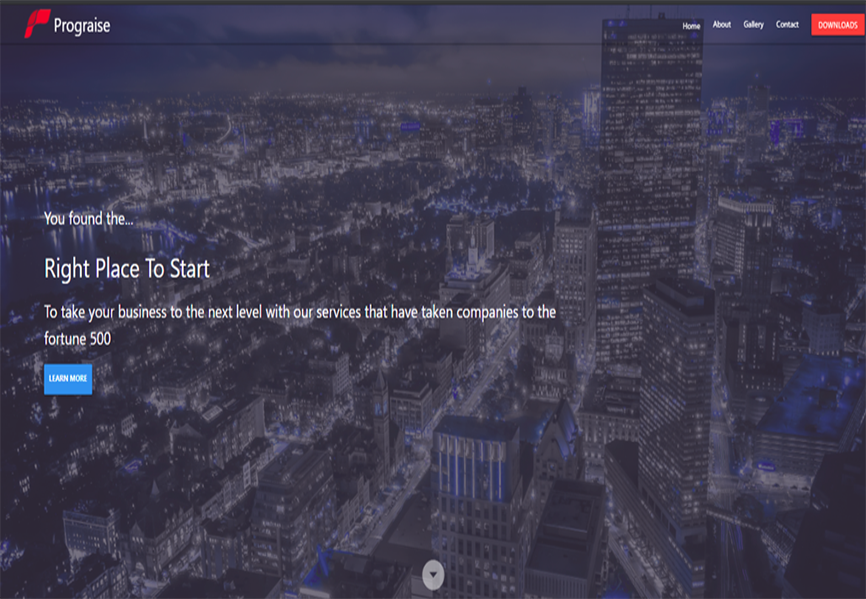 Prograise
Home
About
Gallery
Contact
DOWNLOADS
You found the...
Right Place To Start
To take your business to the next level with our services that have taken companies to the
fortune 500
LEARN MORE